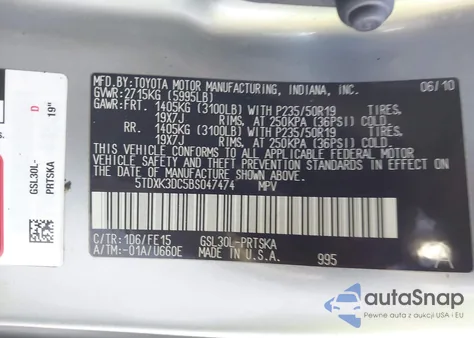 MFD.BY: TOYOTA MOTOR MANUFACTURING, INDIANA, INC. 06/10
GVWR: 2715KG (5995LB)
GAWR: FRT. 1405KG (3100LB) WITH P235/50R19 TIRES,
19X7J RIMS, AT 250KPA (36PSI) COLD
RR. 1405KG (3100LB) WITH P235/50R19 TIRES,
19X7J RIMS, AT 250KPA (36PSI) COLD
THIS VEHICLE CONFORMS TO ALL APPLICABLE FEDERAL MOTOR
VEHICLE SAFETY AND THEFT PREVENTION STANDARDS IN EFFECT
ON THE DATE OF MANUFACTURE SHOWN ABOVE.
5TDXK3DC5BS047474 MPV
C/TR: 1D6/FE15 GSL30L-PRTSKA
A/TM: -01A/U660E MADE IN U.S.A. 995 A
D
19"
GSL30L-
PRTSKA
autoSnap
Pewne auta z USA i EU